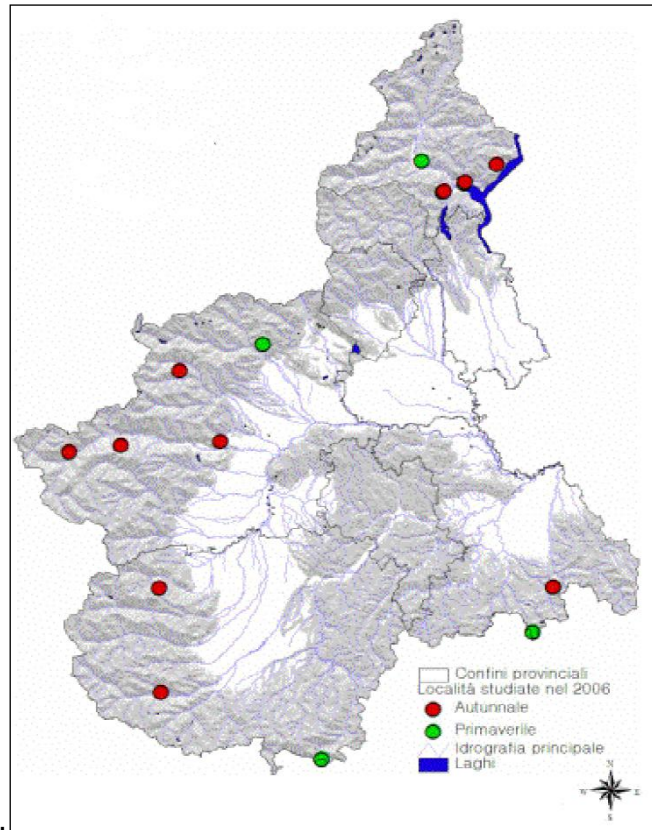 Confini provinciali
Località studiate nel 2006
Autunnale
Primaverile
Idrografia principale
Laghi
N
W
E
S